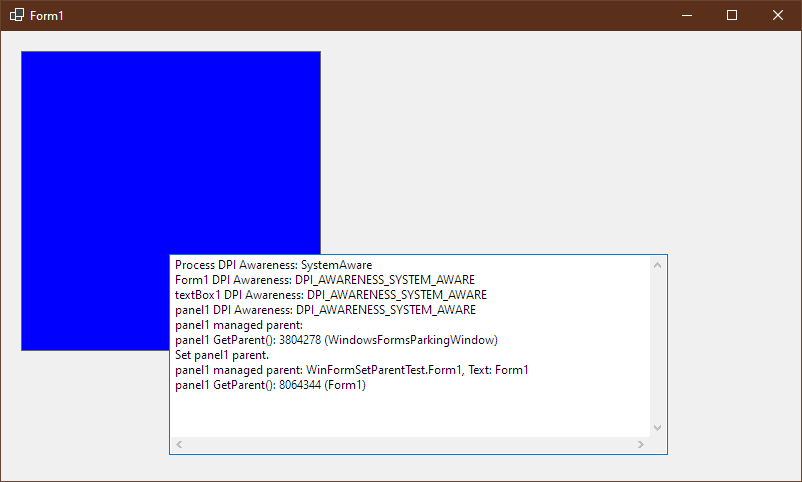 Form1
Process DPI Awareness: SystemAware
Form1 DPI Awareness: DPI_AWARENESS_SYSTEM_AWARE
textBox1 DPI Awareness: DPI_AWARENESS_SYSTEM_AWARE
panel1 DPI Awareness: DPI_AWARENESS_SYSTEM_AWARE
panel1 managed parent:
panel1 GetParent(): 3804278 (WindowsFormsParkingWindow)
Set panel1 parent.
panel1 managed parent: WinFormSetParentTest.Form1, Text: Form1
panel1 GetParent(): 8064344 (Form1)